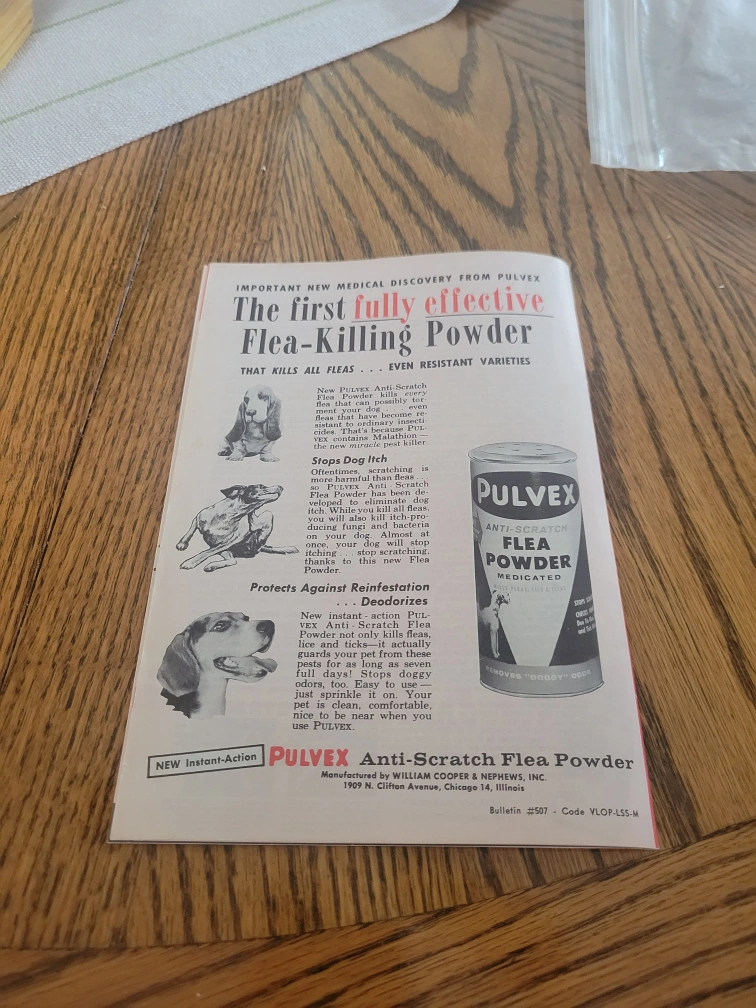 IMPORTANT NEW MEDICAL DISCOVERY FROM PULVEX
The first fully effective
Flea-Killing Powder
THAT KILLS ALL FLEAS . . . EVEN RESISTANT VARIETIES
New PULVEX Anti-Scratch
Flea Powder kills every
flea that can possibly tor-
ment your dog . . . even
fleas that have become re-
sistant to ordinary insecti-
cides. That's because PUL-
VEX contains Malathion —
the new miracle pest killer.
Stops Dog Itch
Oftentimes, scratching is
more harmful than fleas . .
so PULVEX Anti-Scratch
Flea Powder has been de-
veloped to eliminate dog
itch. While you kill all fleas,
you will also kill itch-pro-
ducing fungi and bacteria
on your dog. Almost at
once, your dog will stop
itching . . . stop scratching,
thanks to this new Flea
Powder.
Protects Against Reinfestation
. . . Deodorizes
New instant-action PUL-
VEX Anti-Scratch Flea
Powder not only kills fleas,
lice and ticks—it actually
guards your pet from these
pests for as long as seven
full days! Stops doggy
odors, too. Easy to use —
just sprinkle it on. Your
pet is clean, comfortable,
nice to be near when you
use PULVEX.
PULVEX
ANTI-SCRATCH
FLEA
POWDER
MEDICATED
STOPS
REMOVES "DOGGY" ODOR
NEW Instant-Action PULVEX Anti-Scratch Flea Powder
Manufactured by WILLIAM COOPER & NEPHEWS, INC.
1909 N. Clifton Avenue, Chicago 14, Illinois
Bulletin #507 - Code VLOP-LSS-M